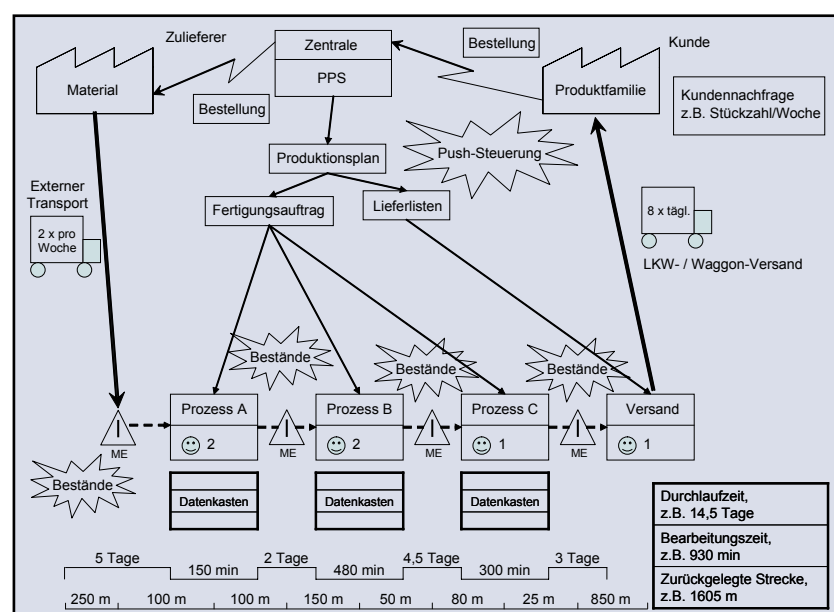 Zulieferer
Zentrale
Bestellung
Kunde
Material
PPS
Produktfamilie
Bestellung
Kundennachfrage
z.B. Stückzahl/Woche
Produktionsplan
Push-Steuerung
Externer
Transport
Fertigungsauftrag
Lieferlisten
2 x pro
Woche
8 x tägl.
LKW- / Waggon-Versand
Bestände
Bestände
Bestände
I
ME
Prozess A
2
I
ME
Prozess B
2
I
ME
Prozess C
1
I
ME
Versand
1
Bestände
Datenkasten
Datenkasten
Datenkasten
Durchlaufzeit,
z.B. 14,5 Tage
Bearbeitungszeit,
z.B. 930 min
Zurückgelegte Strecke,
z.B. 1605 m
5 Tage
150 min
2 Tage
480 min
4,5 Tage
300 min
3 Tage
250 m
100 m
100 m
150 m
50 m
80 m
25 m
850 m